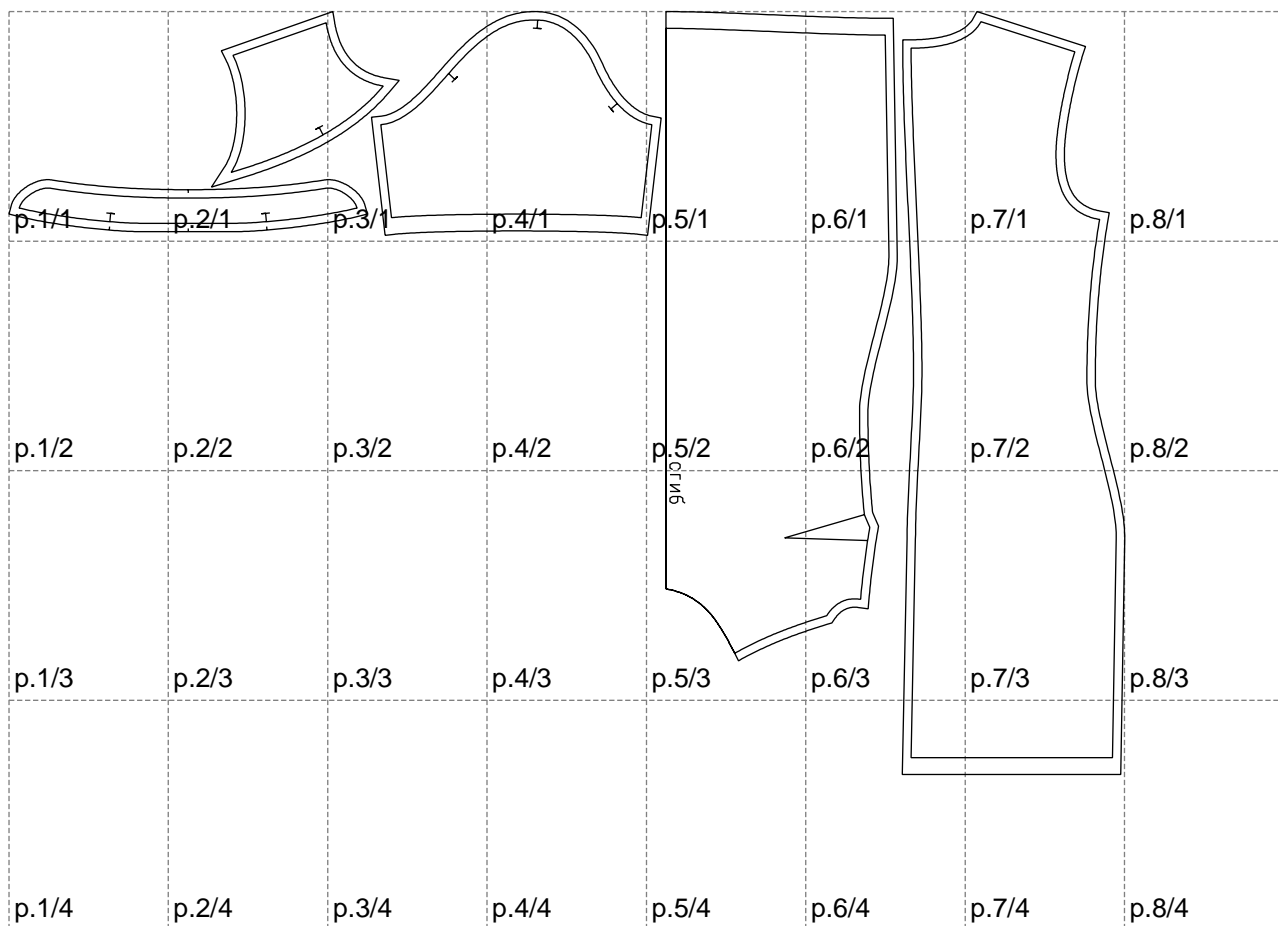 p.1/1 p.2/1 p.3/1 p.4/1 p.5/1 p.6/1 p.7/1 p.8/1
p.1/2 p.2/2 p.3/2 p.4/2 p.5/2 p.6/2 p.7/2 p.8/2
сгиб
p.1/3 p.2/3 p.3/3 p.4/3 p.5/3 p.6/3 p.7/3 p.8/3
p.1/4 p.2/4 p.3/4 p.4/4 p.5/4 p.6/4 p.7/4 p.8/4